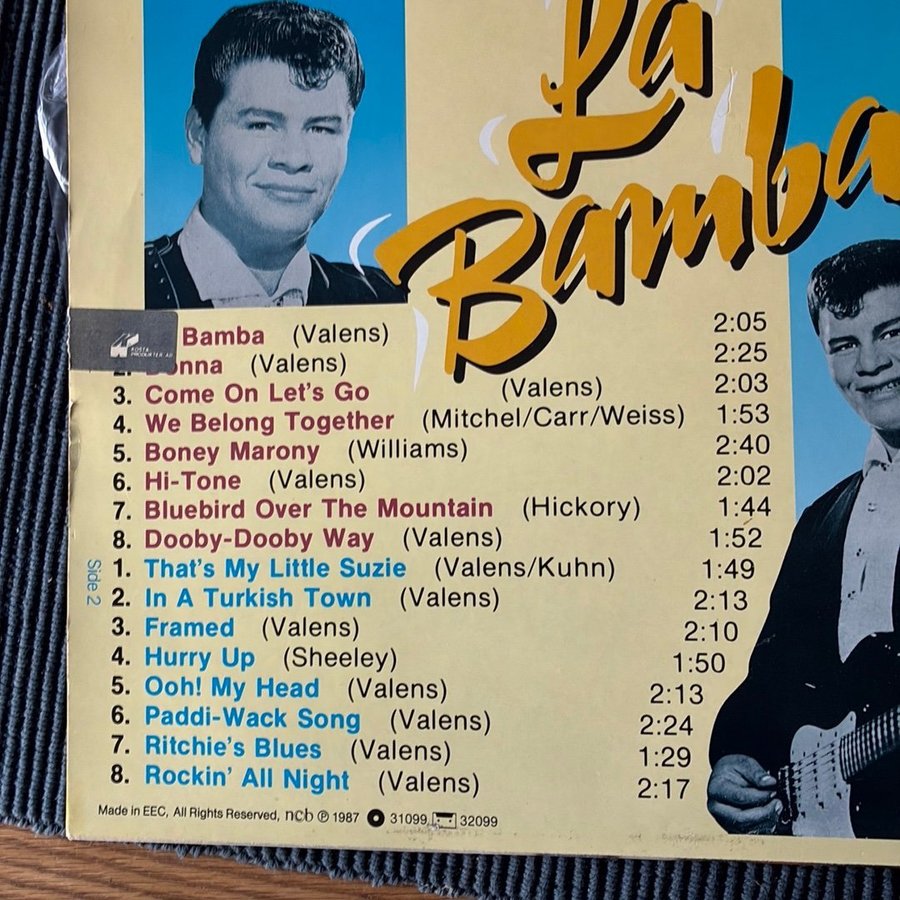 La
Bamba
Bamba (Valens) 2:05
2. Donna (Valens) 2:25
3. Come On Let's Go (Valens) 2:03
4. We Belong Together (Mitchel/Carr/Weiss) 1:53
5. Boney Marony (Williams) 2:40
6. Hi-Tone (Valens) 2:02
7. Bluebird Over The Mountain (Hickory) 1:44
8. Dooby-Dooby Way (Valens) 1:52
Side 2
1. That's My Little Suzie (Valens/Kuhn) 1:49
2. In A Turkish Town (Valens) 2:13
3. Framed (Valens) 2:10
4. Hurry Up (Sheeley) 1:50
5. Ooh! My Head (Valens) 2:13
6. Paddi-Wack Song (Valens) 2:24
7. Ritchie's Blues (Valens) 1:29
8. Rockin' All Night (Valens) 2:17
Made in EEC, All Rights Reserved, ncb ℗ 1987 31099 32099